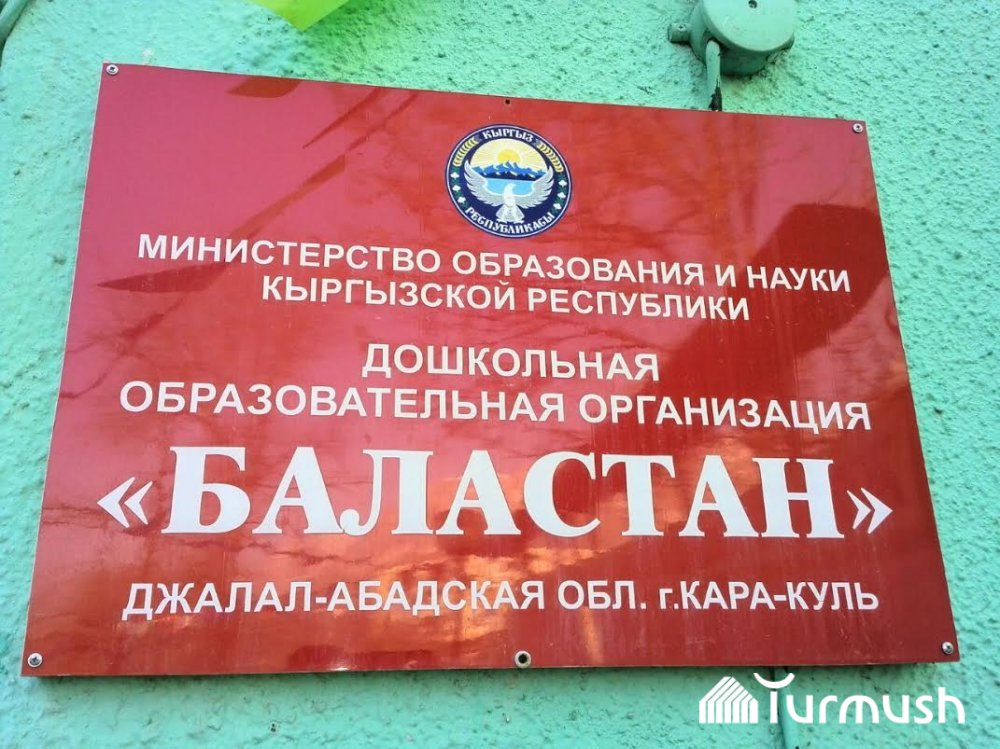 КЫРГЫЗ
РЕСПУБЛИКАСЫ
МИНИСТЕРСТВО ОБРАЗОВАНИЯ И НАУКИ
КЫРГЫЗСКОЙ РЕСПУБЛИКИ
ДОШКОЛЬНАЯ
ОБРАЗОВАТЕЛЬНАЯ ОРГАНИЗАЦИЯ
«БАЛАСТАН»
ДЖАЛАЛ-АБАДСКАЯ ОБЛ. г.КАРА-КУЛЬ
Turmush